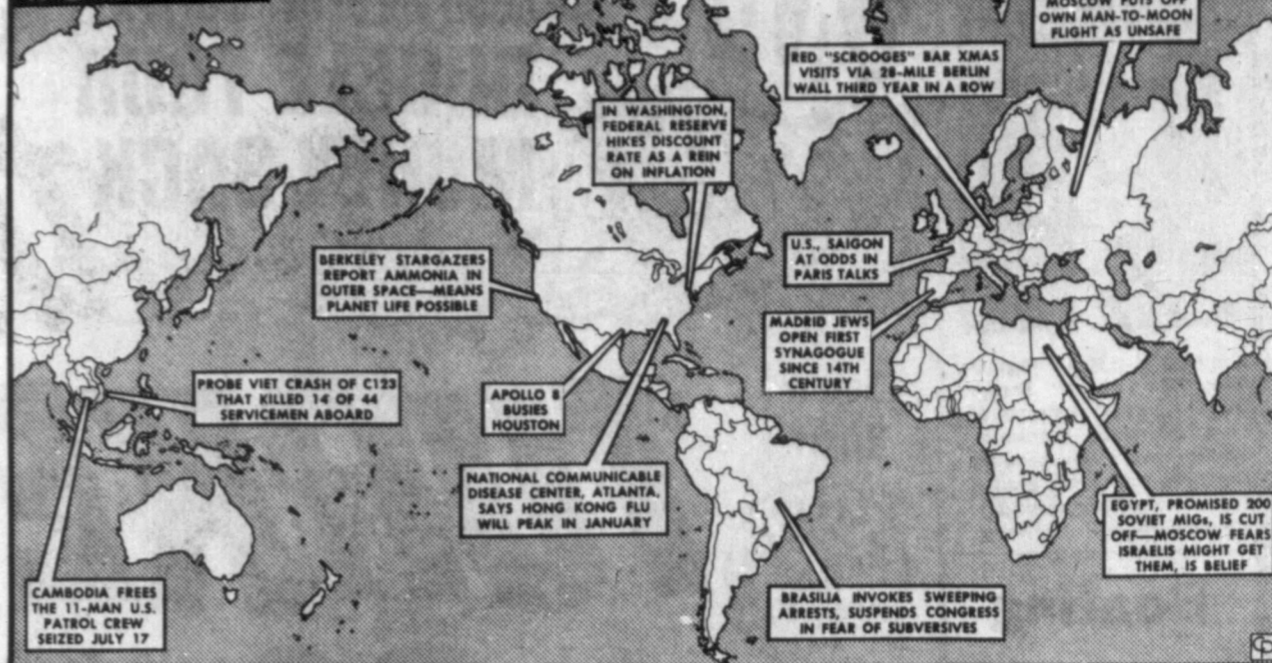 MOSCOW PUTS OFF
OWN MAN-TO-MOON
FLIGHT AS UNSAFE
RED "SCROOGES" BAR XMAS
VISITS VIA 28-MILE BERLIN
WALL THIRD YEAR IN A ROW
IN WASHINGTON,
FEDERAL RESERVE
HIKES DISCOUNT
RATE AS A REIN
ON INFLATION
U.S., SAIGON
AT ODDS IN
PARIS TALKS
BERKELEY STARGAZERS
REPORT AMMONIA IN
OUTER SPACE—MEANS
PLANET LIFE POSSIBLE
MADRID JEWS
OPEN FIRST
SYNAGOGUE
SINCE 14TH
CENTURY
PROBE VIET CRASH OF C123
THAT KILLED 14 OF 44
SERVICEMEN ABOARD
APOLLO 8
BUSIES
HOUSTON
NATIONAL COMMUNICABLE
DISEASE CENTER, ATLANTA,
SAYS HONG KONG FLU
WILL PEAK IN JANUARY
EGYPT, PROMISED 200
SOVIET MIGs, IS CUT
OFF—MOSCOW FEARS
ISRAELIS MIGHT GET
THEM, IS BELIEF
CAMBODIA FREES
THE 11-MAN U.S.
PATROL CREW
SEIZED JULY 17
BRASILIA INVOKES SWEEPING
ARRESTS, SUSPENDS CONGRESS
IN FEAR OF SUBVERSIVES